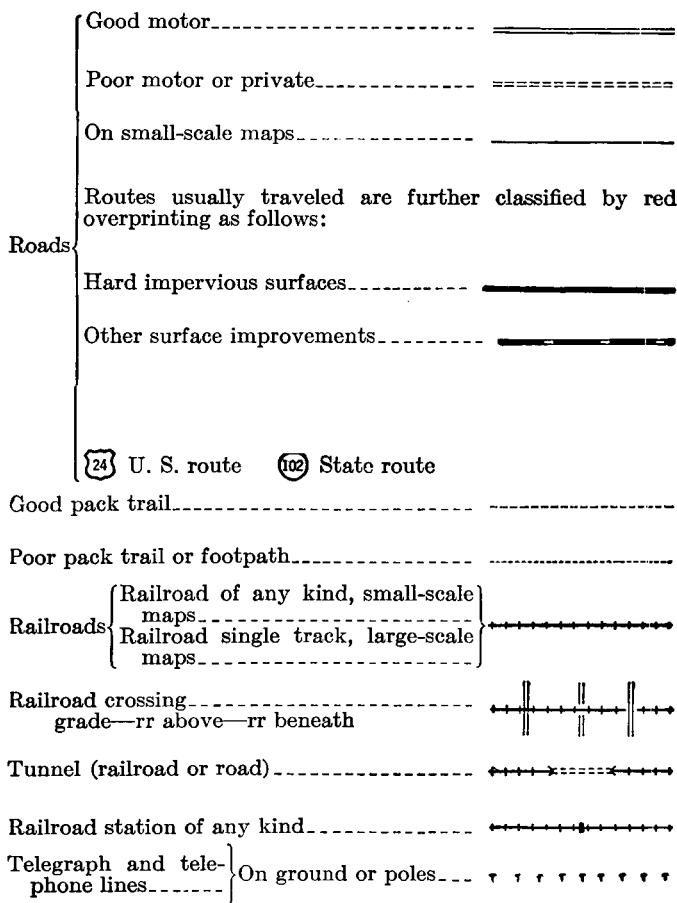 Good motor
Poor motor or private
On small-scale maps
Routes usually traveled are further classified by red
overprinting as follows:
Roads
Hard impervious surfaces
Other surface improvements
24 U. S. route 102 State route
Good pack trail
Poor pack trail or footpath
Railroads
Railroad of any kind, small-scale
maps
Railroad single track, large-scale
maps
Railroad crossing
grade—rr above—rr beneath
Tunnel (railroad or road)
Railroad station of any kind
Telegraph and tele-
phone lines
On ground or poles